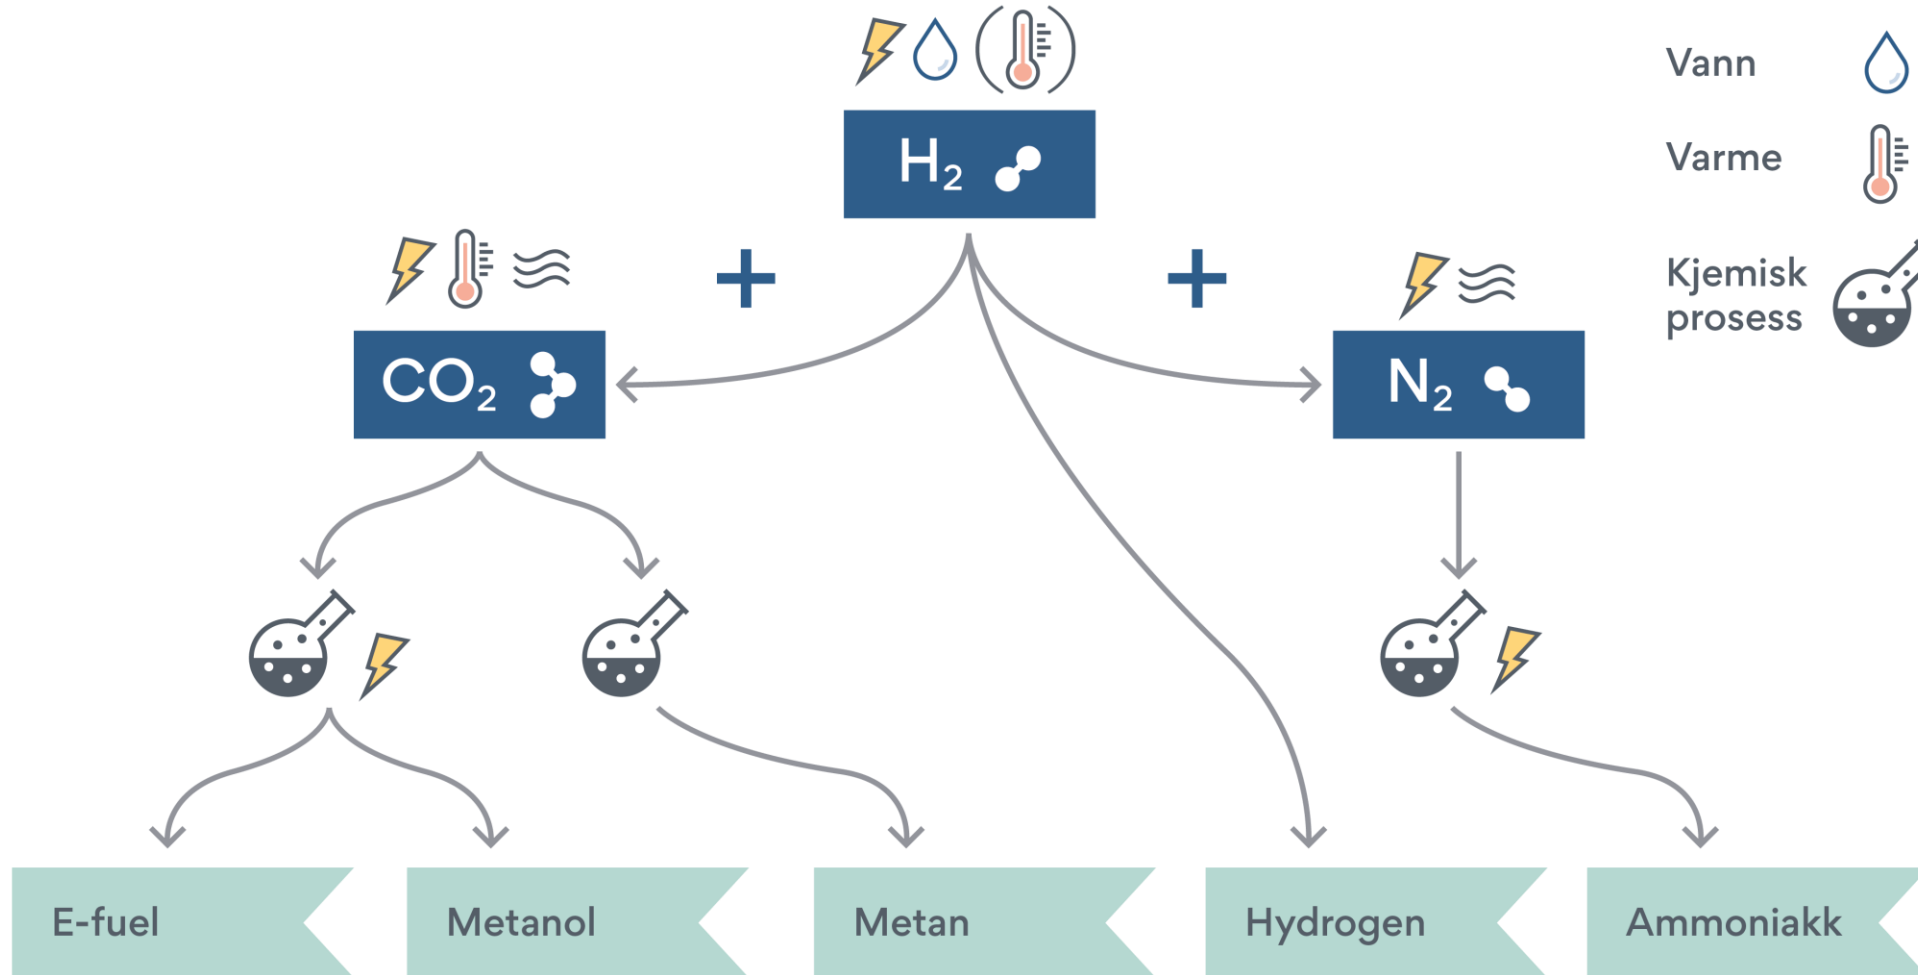 Vann
H₂
Varme
Kjemisk
prosess
CO₂
N₂
E-fuel
Metanol
Metan
Hydrogen
Ammoniakk